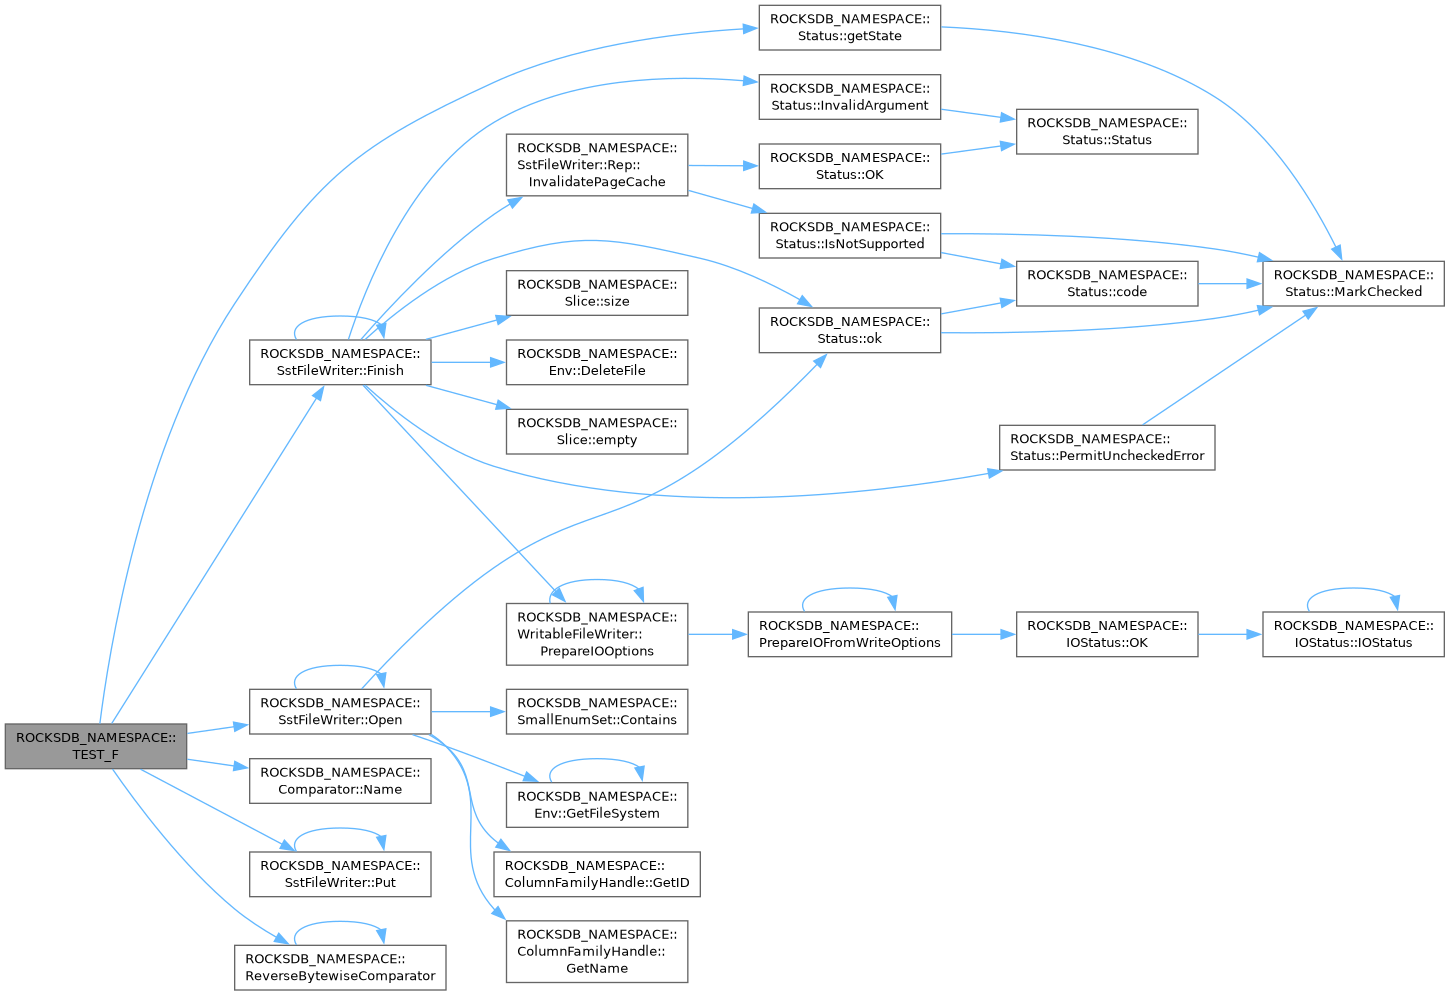 ROCKSDB_NAMESPACE::
TEST_F
ROCKSDB_NAMESPACE::
Status::getState
ROCKSDB_NAMESPACE::
Status::MarkChecked
ROCKSDB_NAMESPACE::
SstFileWriter::Finish
ROCKSDB_NAMESPACE::
Status::InvalidArgument
ROCKSDB_NAMESPACE::
Status::Status
ROCKSDB_NAMESPACE::
SstFileWriter::Rep::
InvalidatePageCache
ROCKSDB_NAMESPACE::
Status::OK
ROCKSDB_NAMESPACE::
Status::IsNotSupported
ROCKSDB_NAMESPACE::
Status::code
ROCKSDB_NAMESPACE::
Slice::size
ROCKSDB_NAMESPACE::
Status::ok
ROCKSDB_NAMESPACE::
Env::DeleteFile
ROCKSDB_NAMESPACE::
Slice::empty
ROCKSDB_NAMESPACE::
Status::PermitUncheckedError
ROCKSDB_NAMESPACE::
WritableFileWriter::
PrepareIOOptions
ROCKSDB_NAMESPACE::
PrepareIOFromWriteOptions
ROCKSDB_NAMESPACE::
IOStatus::OK
ROCKSDB_NAMESPACE::
IOStatus::IOStatus
ROCKSDB_NAMESPACE::
SstFileWriter::Open
ROCKSDB_NAMESPACE::
SmallEnumSet::Contains
ROCKSDB_NAMESPACE::
Env::GetFileSystem
ROCKSDB_NAMESPACE::
ColumnFamilyHandle::GetID
ROCKSDB_NAMESPACE::
ColumnFamilyHandle::
GetName
ROCKSDB_NAMESPACE::
Comparator::Name
ROCKSDB_NAMESPACE::
SstFileWriter::Put
ROCKSDB_NAMESPACE::
ReverseBytewiseComparator